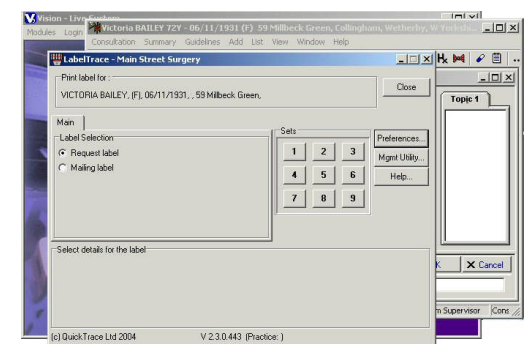 Vision - Live System
Modules Login
Victoria BAILEY 72Y - 06/11/1931 (F) 59 Millbeck Green, Collingham, Wetherby, W Yorkshi...
Consultation Summary Guidelines Add List View Window Help
LabelTrace - Main Street Surgery
Print label for :
VICTORIA BAILEY, (F), 06/11/1931, , 59 Milbeck Green,
Close
Topic 1
Main
Label Selection
Request label
Mailing label
Sets
1 2 3
4 5 6
7 8 9
Preferences...
Mgmt Utility...
Help...
Select details for the label
K
Cancel
m Supervisor Cons
(c) QuickTrace Ltd 2004 V 2.3.0.443 (Practice: )